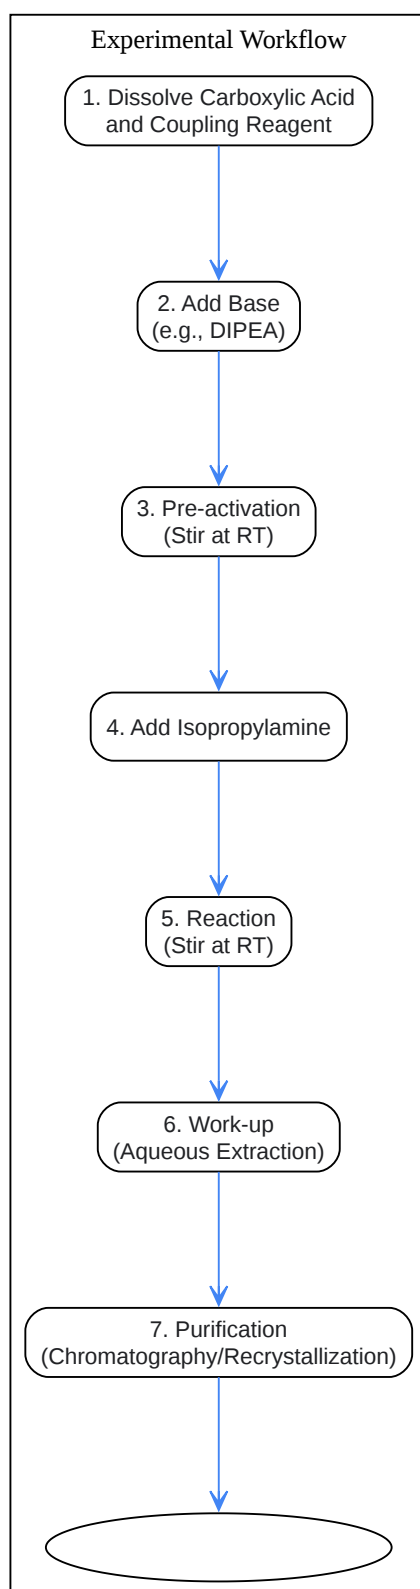 Experimental Workflow
1. Dissolve Carboxylic Acid
and Coupling Reagent
2. Add Base
(e.g., DIPEA)
3. Pre-activation
(Stir at RT)
4. Add Isopropylamine
5. Reaction
(Stir at RT)
6. Work-up
(Aqueous Extraction)
7. Purification
(Chromatography/Recrystallization)